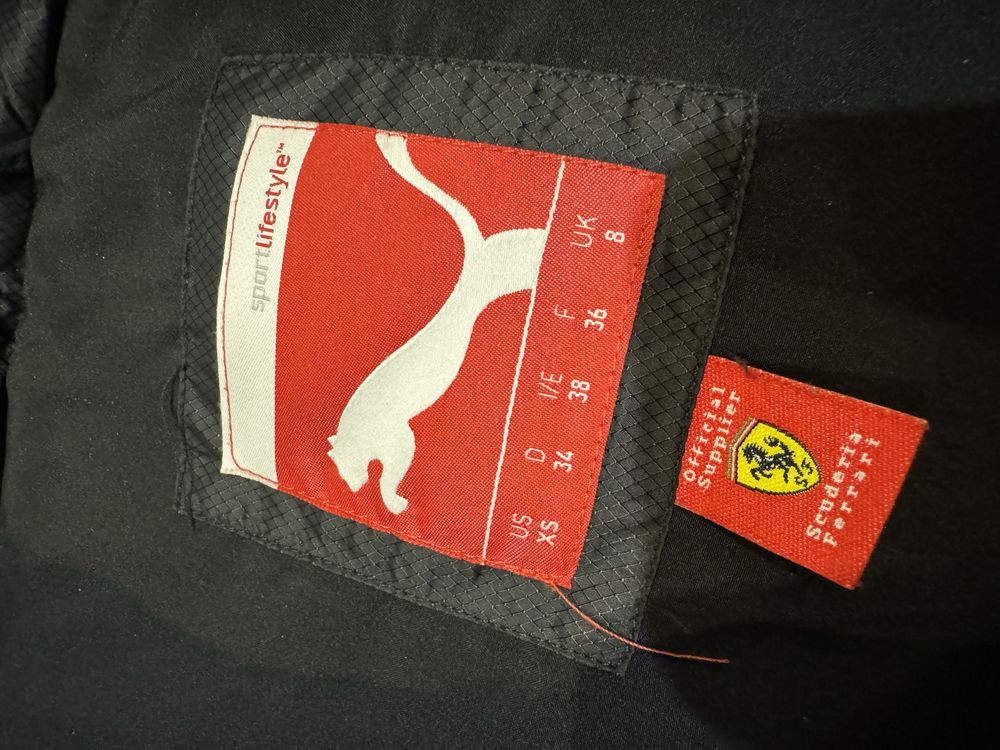 sportlifestyle™
US D I/E F UK
XS 34 38 36 8
Official
Supplier
S F
Scuderia
Ferrari